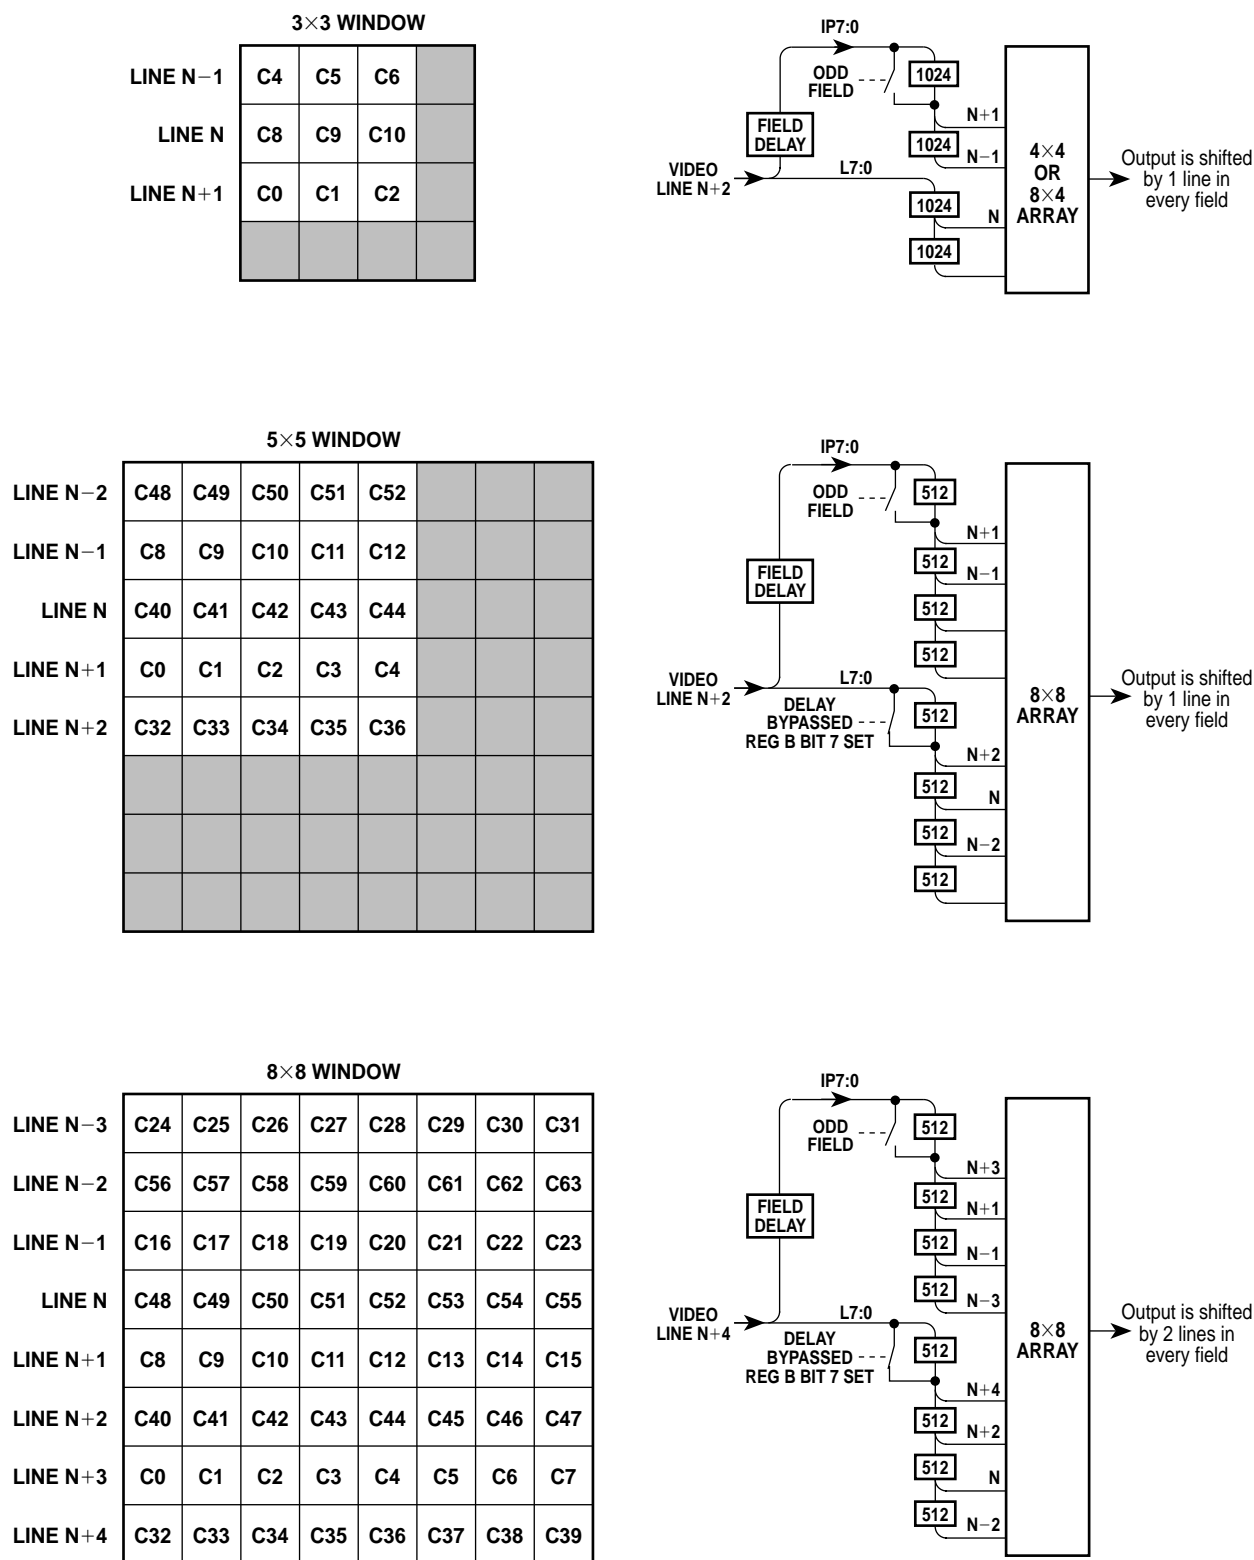 3×3 WINDOW
LINE N−1 C4 C5 C6
LINE N C8 C9 C10
LINE N+1 C0 C1 C2
IP7:0
ODD
FIELD
1024
FIELD
DELAY
N+1
1024
N−1
VIDEO
LINE N+2
L7:0
1024
N
1024
4×4
OR
8×4
ARRAY
Output is shifted
by 1 line in
every field
5×5 WINDOW
LINE N−2 C48 C49 C50 C51 C52
LINE N−1 C8 C9 C10 C11 C12
LINE N C40 C41 C42 C43 C44
LINE N+1 C0 C1 C2 C3 C4
LINE N+2 C32 C33 C34 C35 C36
IP7:0
ODD
FIELD
512
N+1
FIELD
DELAY
512
N−1
512
512
VIDEO
LINE N+2
L7:0
DELAY
BYPASSED
REG B BIT 7 SET
512
N+2
512
N
512
N−2
512
8×8
ARRAY
Output is shifted
by 1 line in
every field
8×8 WINDOW
LINE N−3 C24 C25 C26 C27 C28 C29 C30 C31
LINE N−2 C56 C57 C58 C59 C60 C61 C62 C63
LINE N−1 C16 C17 C18 C19 C20 C21 C22 C23
LINE N C48 C49 C50 C51 C52 C53 C54 C55
LINE N+1 C8 C9 C10 C11 C12 C13 C14 C15
LINE N+2 C40 C41 C42 C43 C44 C45 C46 C47
LINE N+3 C0 C1 C2 C3 C4 C5 C6 C7
LINE N+4 C32 C33 C34 C35 C36 C37 C38 C39
IP7:0
ODD
FIELD
512
N+3
FIELD
DELAY
512
N+1
512
N−1
512
N−3
VIDEO
LINE N+4
L7:0
DELAY
BYPASSED
REG B BIT 7 SET
512
N+4
512
N+2
512
N
512
N−2
8×8
ARRAY
Output is shifted
by 2 lines in
every field